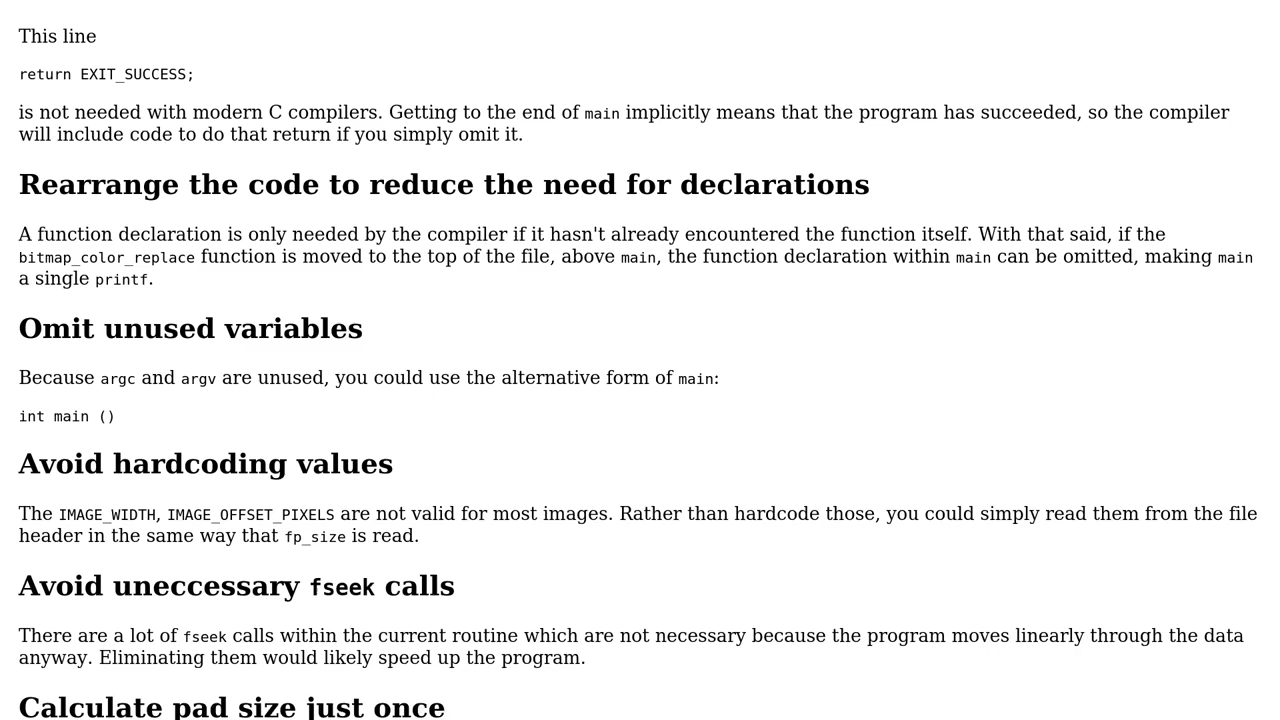 This line
return EXIT_SUCCESS;
is not needed with modern C compilers. Getting to the end of main implicitly means that the program has succeeded, so the compiler
will include code to do that return if you simply omit it.
Rearrange the code to reduce the need for declarations
A function declaration is only needed by the compiler if it hasn't already encountered the function itself. With that said, if the
bitmap_color_replace function is moved to the top of the file, above main, the function declaration within main can be omitted, making main
a single printf.
Omit unused variables
Because argc and argv are unused, you could use the alternative form of main:
int main ()
Avoid hardcoding values
The IMAGE_WIDTH, IMAGE_OFFSET_PIXELS are not valid for most images. Rather than hardcode those, you could simply read them from the file
header in the same way that fp_size is read.
Avoid uneccessary fseek calls
There are a lot of fseek calls within the current routine which are not necessary because the program moves linearly through the data
anyway. Eliminating them would likely speed up the program.
Calculate pad size just once